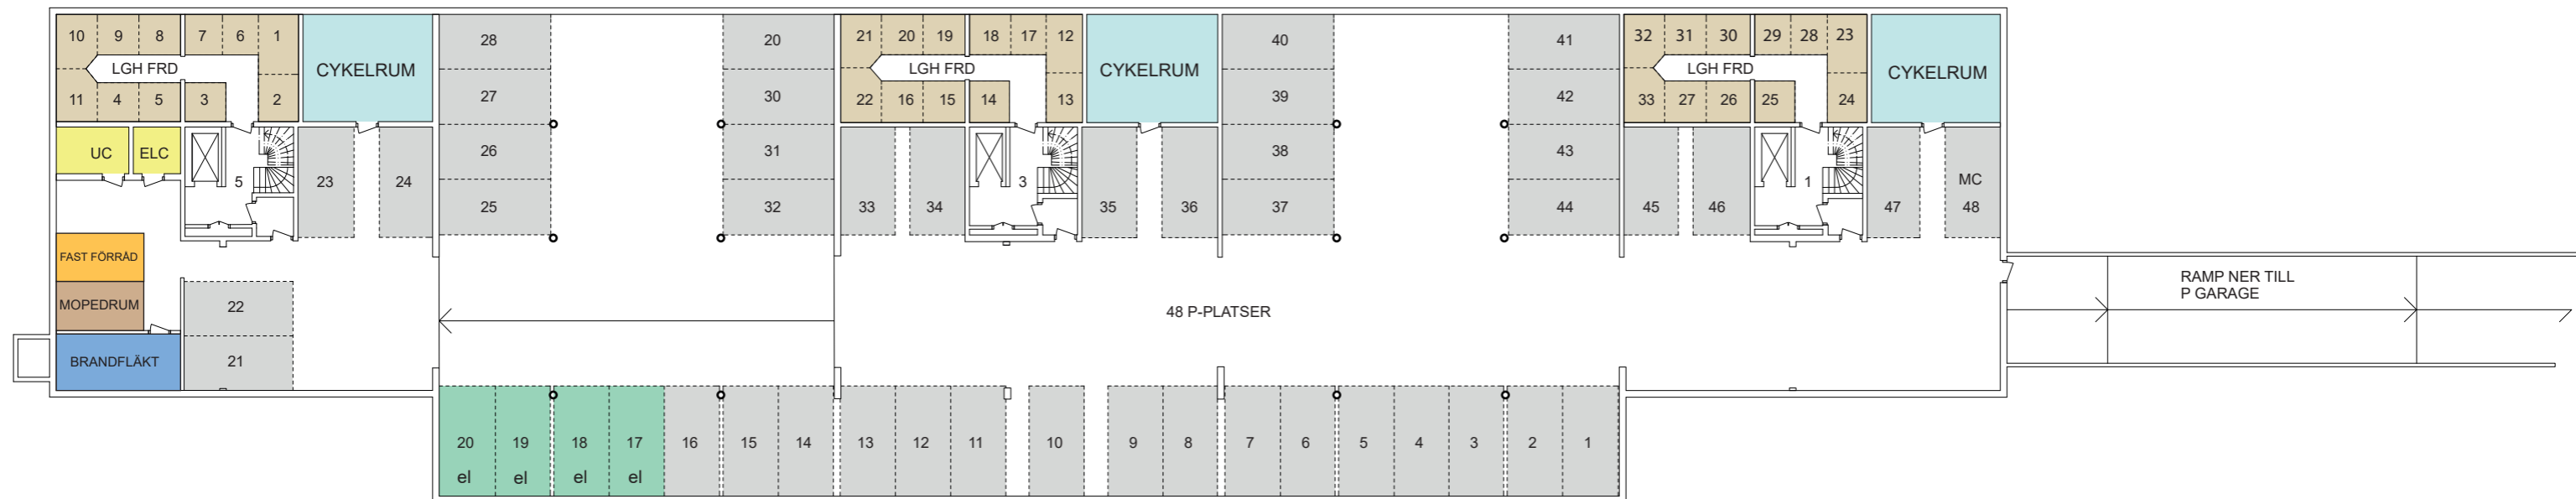 10 9 8 7 6 1
LGH FRD
11 4 5 3 2
CYKELRUM
UC ELC
5
23 24
28
27
26
25
20
30
31
32
21 20 19 18 17 12
LGH FRD
22 16 15 14 13
CYKELRUM
33 34
3
35 36
40
39
38
37
41
42
43
44
32 31 30 29 28 23
LGH FRD
33 27 26 25 24
CYKELRUM
45 46
1
47
MC
48
FAST FÖRRÅD
MOPEDRUM
BRANDFLÄKT
22
21
48 P-PLATSER
RAMP NER TILL
P GARAGE
20 19 18 17 16 15 14 13 12 11 10 9 8 7 6 5 4 3 2 1
el el el el